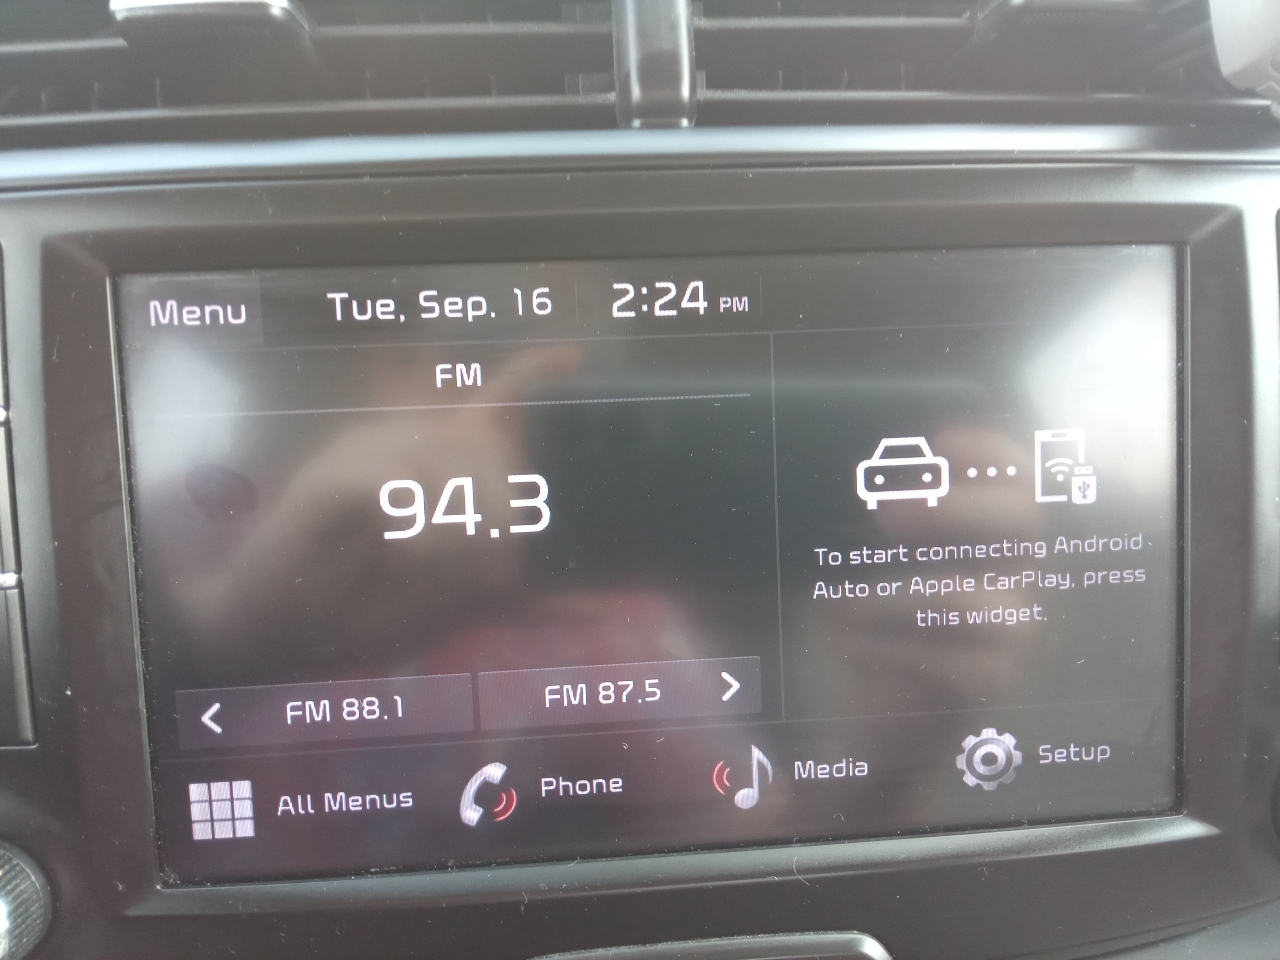 Menu
Tue, Sep. 16
2:24 PM
FM
94.3
To start connecting Android
Auto or Apple CarPlay, press
this widget.
FM 88.1
FM 87.5
All Menus
Phone
Media
Setup